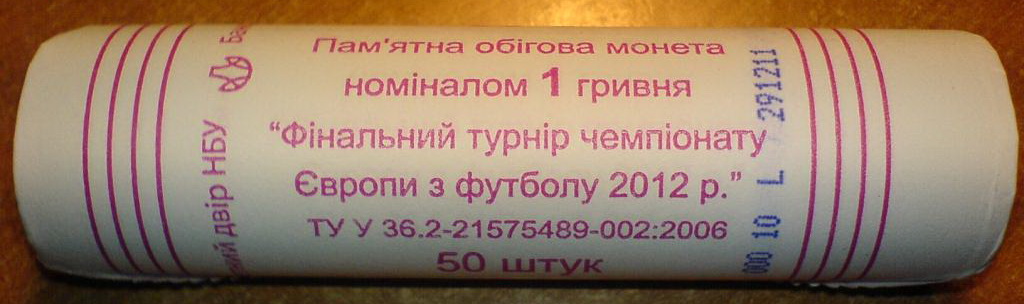 Пам'ятна обігова монета
номіналом 1 гривня
“Фінальний турнір чемпіонату
Європи з футболу 2012 р.”
ТУ У 36.2-21575489-002:2006
50 штук
двір НБУ
10 L 291211